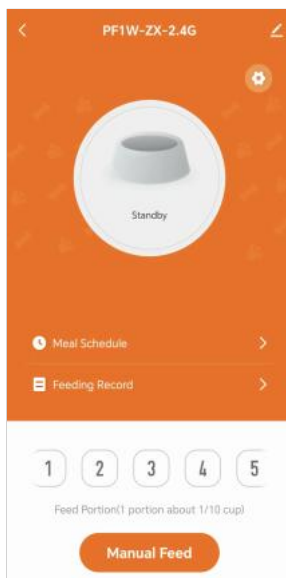 PF1W-ZX-2.4G
Standby
Meal Schedule
Feeding Record
1 2 3 4 5
Feed Portion(1 portion about 1/10 cup)
Manual Feed